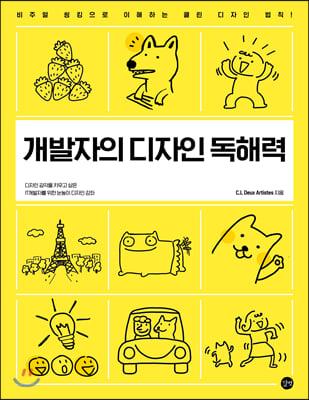 비주얼 씽킹으로 이해하는 클린 디자인 법칙!
개발자의 디자인 독해력
디자인 감각을 키우고 싶은
IT개발자를 위한 눈높이 디자인 강좌
C.I. Deux Artistes 지음
길벗